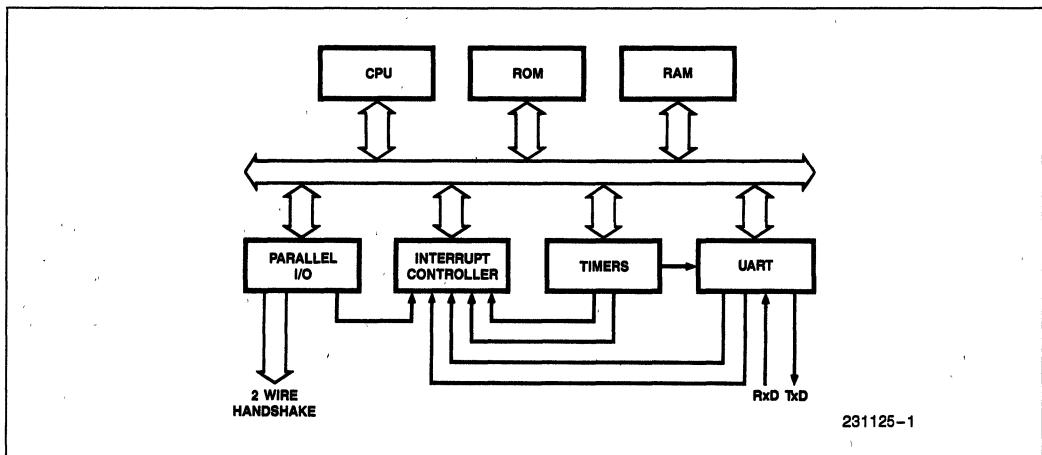 CPU
ROM
RAM
PARALLEL
I/O
INTERRUPT
CONTROLLER
TIMERS
UART
2 WIRE
HANDSHAKE
RxD TxD
231125-1